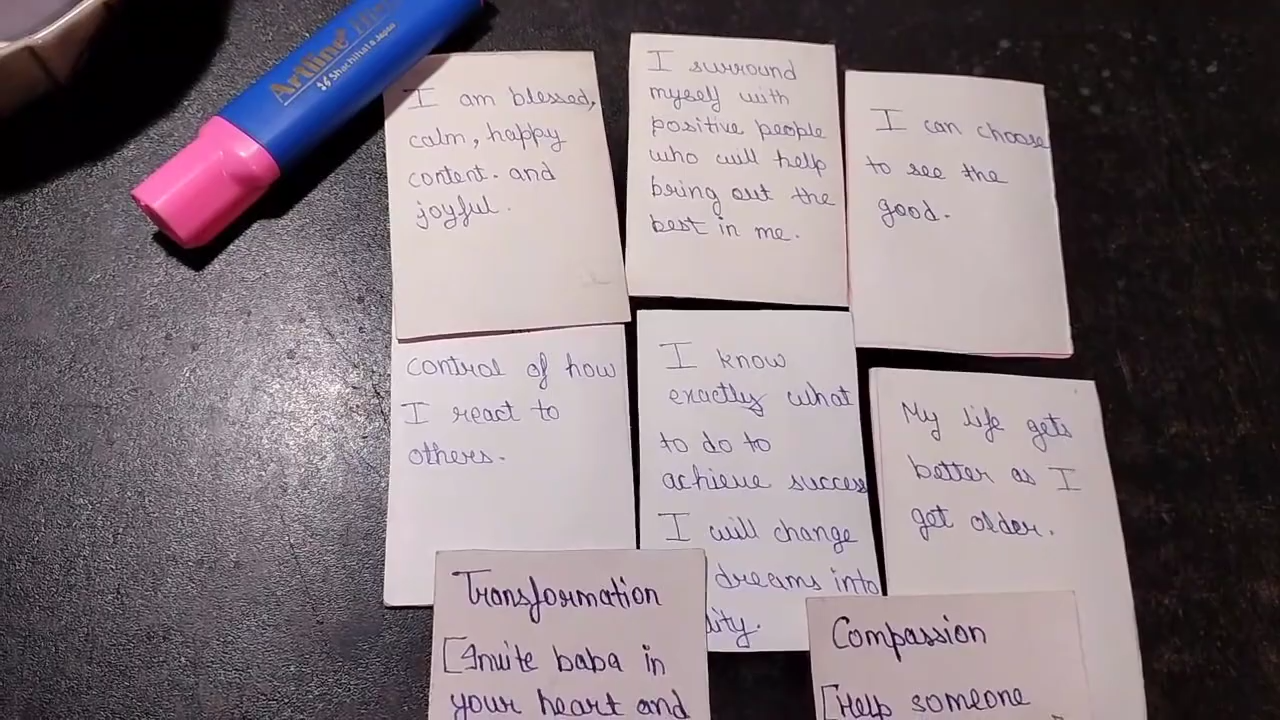 Artline
Shachihata Japan
I am blessed,
calm, happy
content. and
joyful.
I surround
myself with
positive people
who will help
bring out the
best in me.
I can choose
to see the
good.
control of how
I react to
others.
I know
exactly what
to do to
achieve success
I will change
dreams into
My life gets
better as I
get older.
Transformation
[Invite baba in
your heart and
Compassion
[Help someone